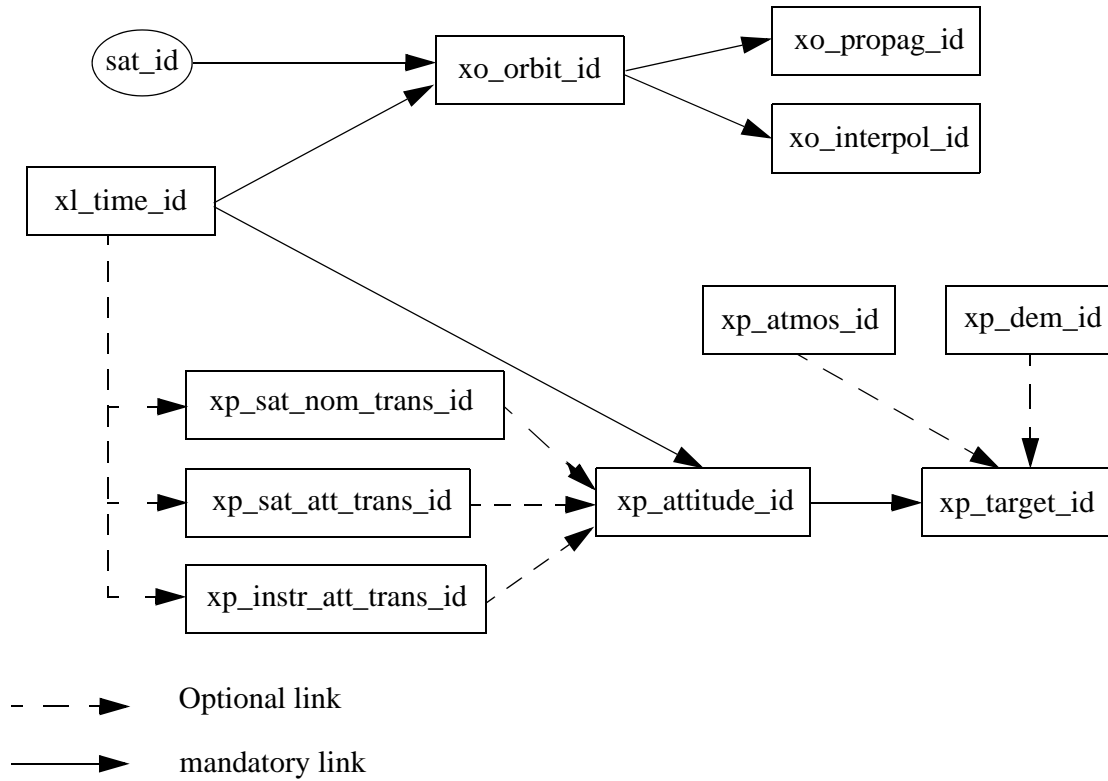 sat_id
xo_orbit_id
xo_propag_id
xo_interpol_id
xl_time_id
xp_atmos_id
xp_dem_id
xp_sat_nom_trans_id
xp_sat_att_trans_id
xp_attitude_id
xp_target_id
xp_instr_att_trans_id
Optional link
mandatory link